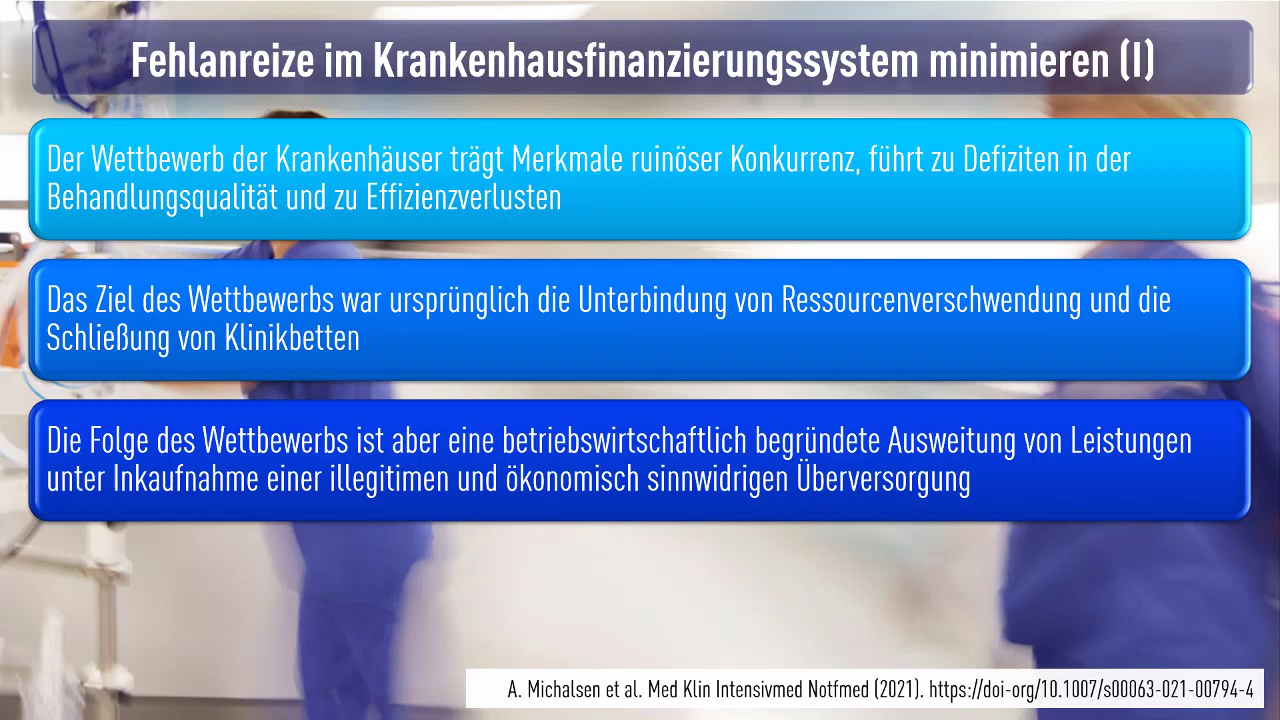 Fehlanreize im Krankenhausfinanzierungssystem minimieren (I)
Der Wettbewerb der Krankenhäuser trägt Merkmale ruinöser Konkurrenz, führt zu Defiziten in der
Behandlungsqualität und zu Effizienzverlusten
Das Ziel des Wettbewerbs war ursprünglich die Unterbindung von Ressourcenverschwendung und die
Schließung von Klinikbetten
Die Folge des Wettbewerbs ist aber eine betriebswirtschaftlich begründete Ausweitung von Leistungen
unter Inkaufnahme einer illegitimen und ökonomisch sinnwidrigen Überversorgung
A. Michalsen et al. Med Klin Intensivmed Notfmed (2021). https://doi-org/10.1007/s00063-021-00794-4